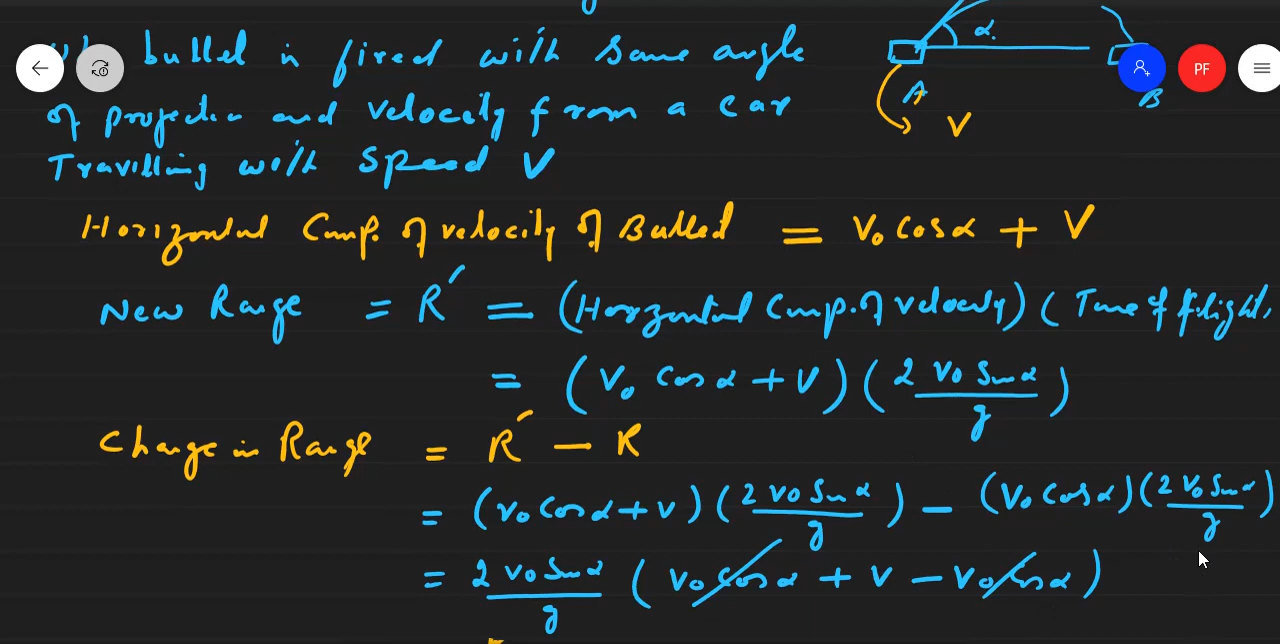 α
bullet is fired with same angle
A
B
of projection and velocity from a car
V
Travilling with speed V
PF
Horizontal Comp. of velocity of Bullet = V₀ cosα + V
New Range = R′ = (Horizontal Comp. of velocity) (Time of flight)
= (V₀ cosα + V) (2 V₀ Sinα / g)
Change in Range = R′ − R
= (V₀ Cosα + V) (2 V₀ Sinα / g) − (V₀ Cosα) (2 V₀ Sinα / g)
= 2 V₀ Sinα / g (V₀ Cosα + V − V₀ Cosα)